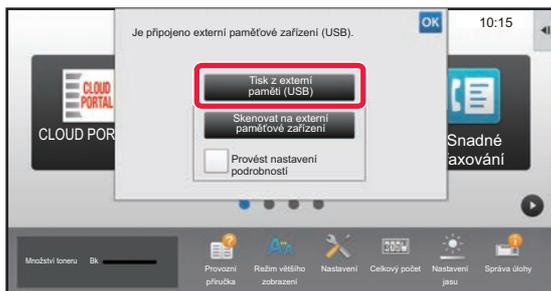 Je připojeno externí paměťové zařízení (USB).
OK
10:15
Tisk z externí
paměti (USB)
Skenovat na externí
paměťové zařízení
Provést nastavení
podrobností
CLOUD
PORTAL
CLOUD POR
Snadné
axování
Množství toneru Bk
Provozní
příručka
Režim většího
zobrazení
Nastavení
Celkový počet
Nastavení
jasu
Správa úlohy